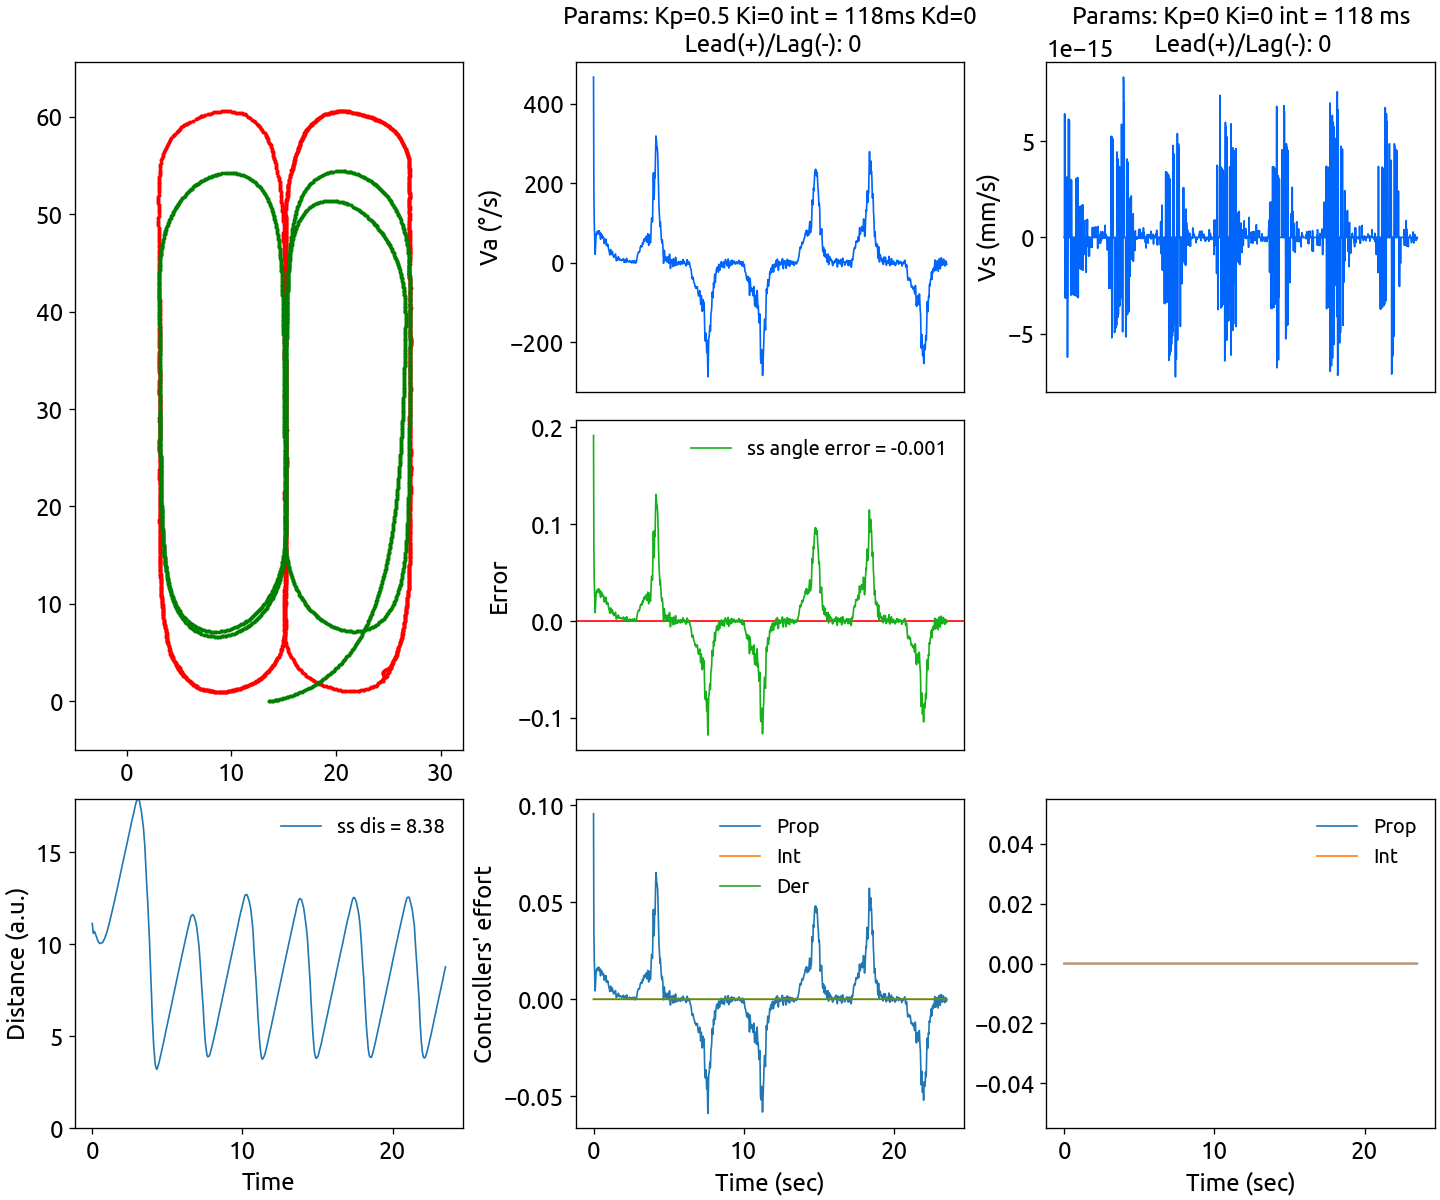 Params: Kp=0.5 Ki=0 int = 118ms Kd=0
Lead(+)/Lag(-): 0
Params: Kp=0 Ki=0 int = 118 ms
Lead(+)/Lag(-): 0
1e−15
60
50
40
30
20
10
0
0
10
20
30
Va (°/s)
400
200
0
−200
Vs (mm/s)
5
0
−5
Error
0.2
0.1
0.0
−0.1
ss angle error = -0.001
Distance (a.u.)
15
10
5
0
ss dis = 8.38
0
10
20
Time
Controllers' effort
0.10
0.05
0.00
−0.05
Prop
Int
Der
0
10
20
Time (sec)
0.04
0.02
0.00
−0.02
−0.04
Prop
Int
0
10
20
Time (sec)